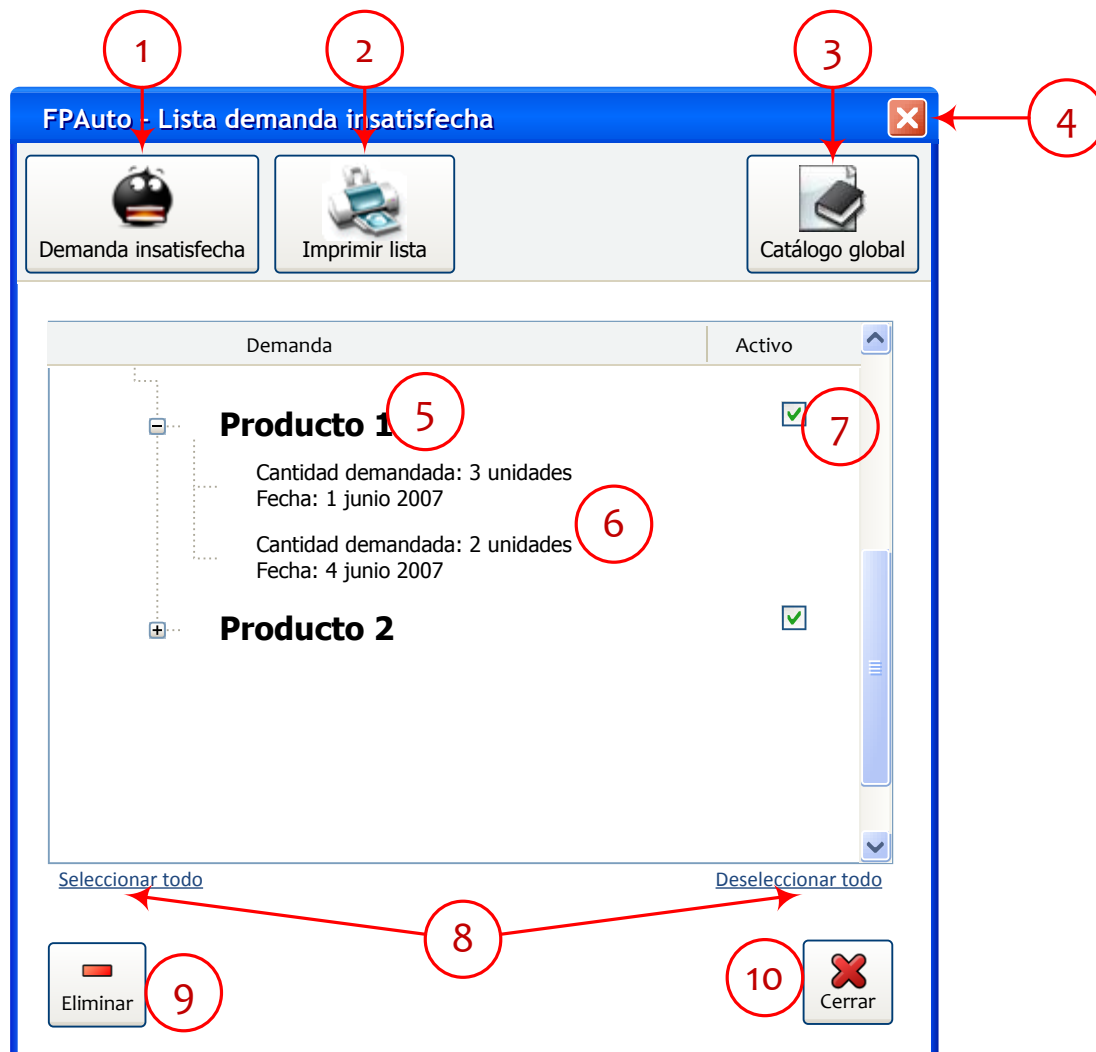 1
2
3
FPAuto - Lista demanda insatisfecha
4
Demanda insatisfecha
Imprimir lista
Catálogo global
Demanda
Activo
Producto 1
5
7
Cantidad demandada: 3 unidades
Fecha: 1 junio 2007
6
Cantidad demandada: 2 unidades
Fecha: 4 junio 2007
Producto 2
Seleccionar todo
Deseleccionar todo
8
Eliminar
9
10
Cerrar